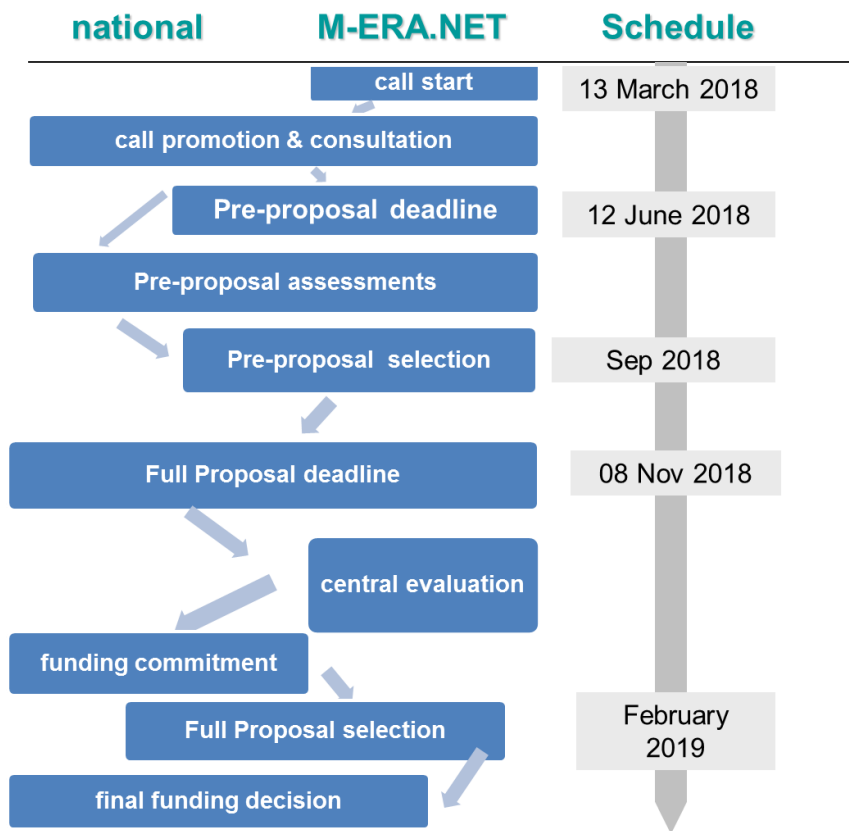 national M-ERA.NET Schedule
call start
13 March 2018
call promotion & consultation
Pre-proposal deadline
12 June 2018
Pre-proposal assessments
Pre-proposal selection
Sep 2018
Full Proposal deadline
08 Nov 2018
central evaluation
funding commitment
Full Proposal selection
February
2019
final funding decision